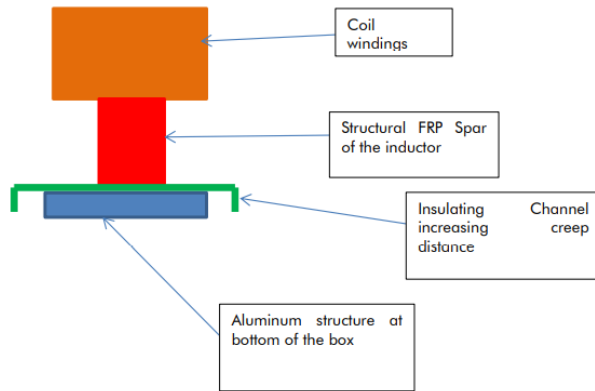 Coil
windings
Structural FRP Spar
of the inductor
Insulating Channel
increasing creep
distance
Aluminum structure at
bottom of the box